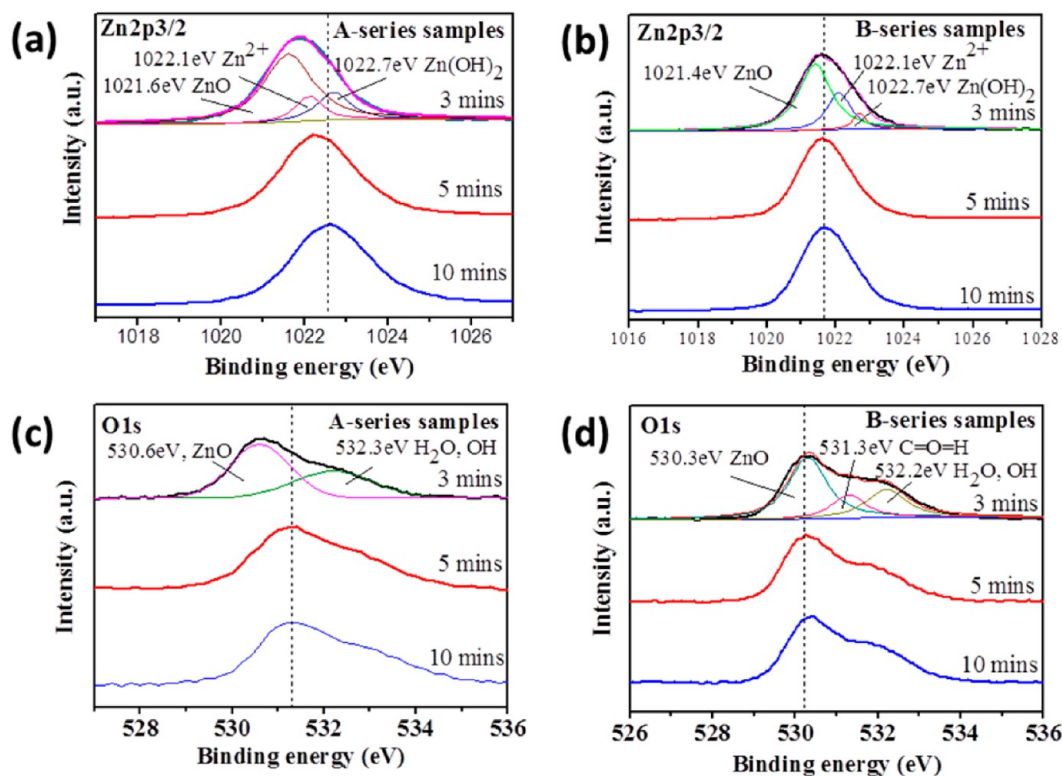 (a)
Zn2p3/2
A-series samples
1022.1eV Zn2+
1022.7eV Zn(OH)2
1021.6eV ZnO
3 mins
5 mins
10 mins
Intensity (a.u.)
1018 1020 1022 1024 1026
Binding energy (eV)
(b)
Zn2p3/2
B-series samples
1022.1eV Zn2+
1021.4eV ZnO
1022.7eV Zn(OH)2
3 mins
5 mins
10 mins
Intensity (a.u.)
1016 1018 1020 1022 1024 1026 1028
Binding energy (eV)
(c)
O1s
A-series samples
530.6eV, ZnO
532.3eV H2O, OH
3 mins
5 mins
10 mins
Intensity (a.u.)
528 530 532 534 536
Binding energy (eV)
(d)
O1s
B-series samples
531.3eV C=O=H
530.3eV ZnO
532.2eV H2O, OH
3 mins
5 mins
10 mins
Intensity (a.u.)
526 528 530 532 534 536
Binding energy (eV)